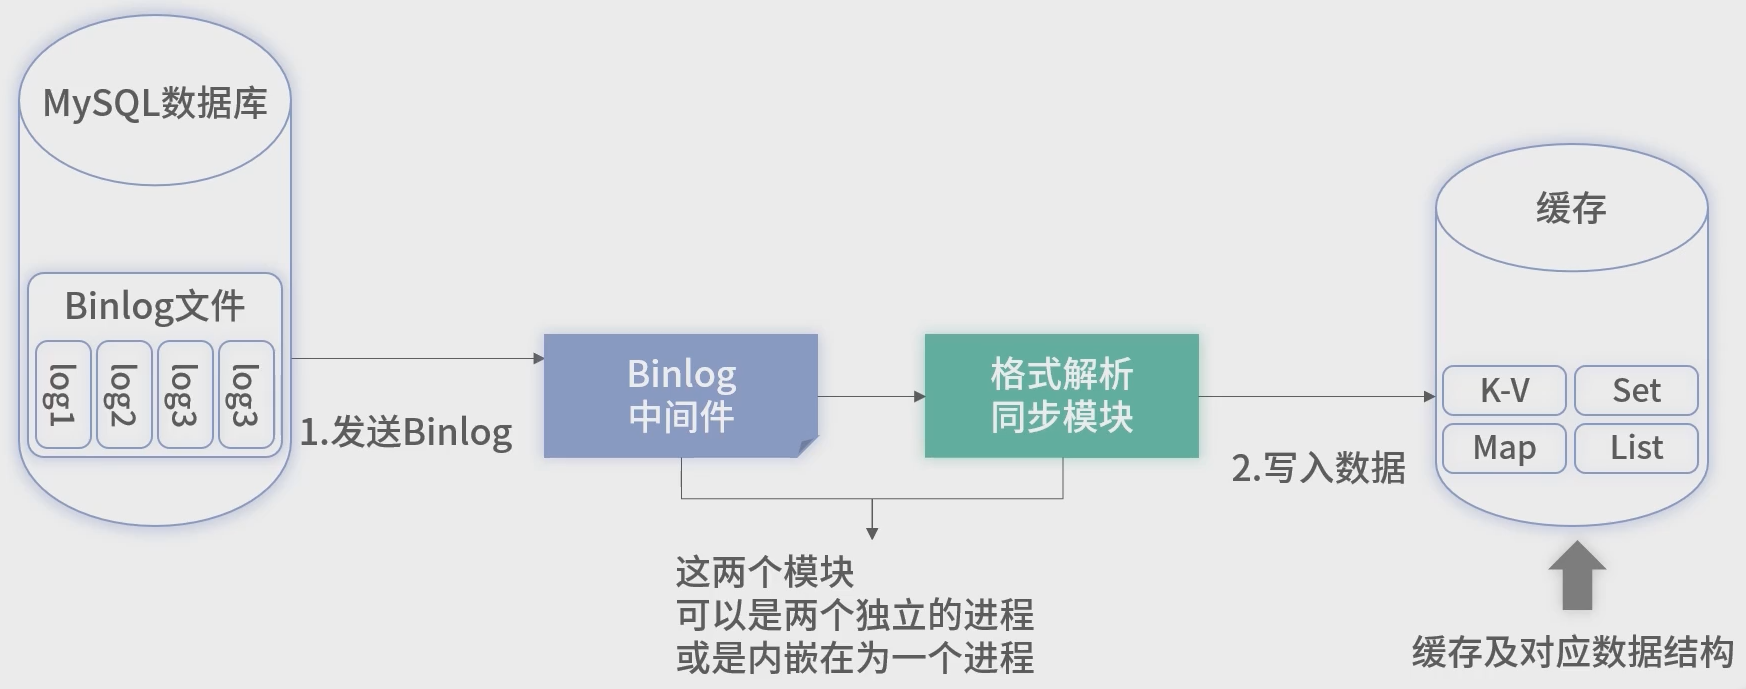 MySQL数据库
Binlog文件
log1
log2
log3
log3
1.发送Binlog
Binlog
中间件
格式解析
同步模块
这两个模块
可以是两个独立的进程
或是内嵌在为一个进程
2.写入数据
缓存
K-V
Set
Map
List
缓存及对应数据结构